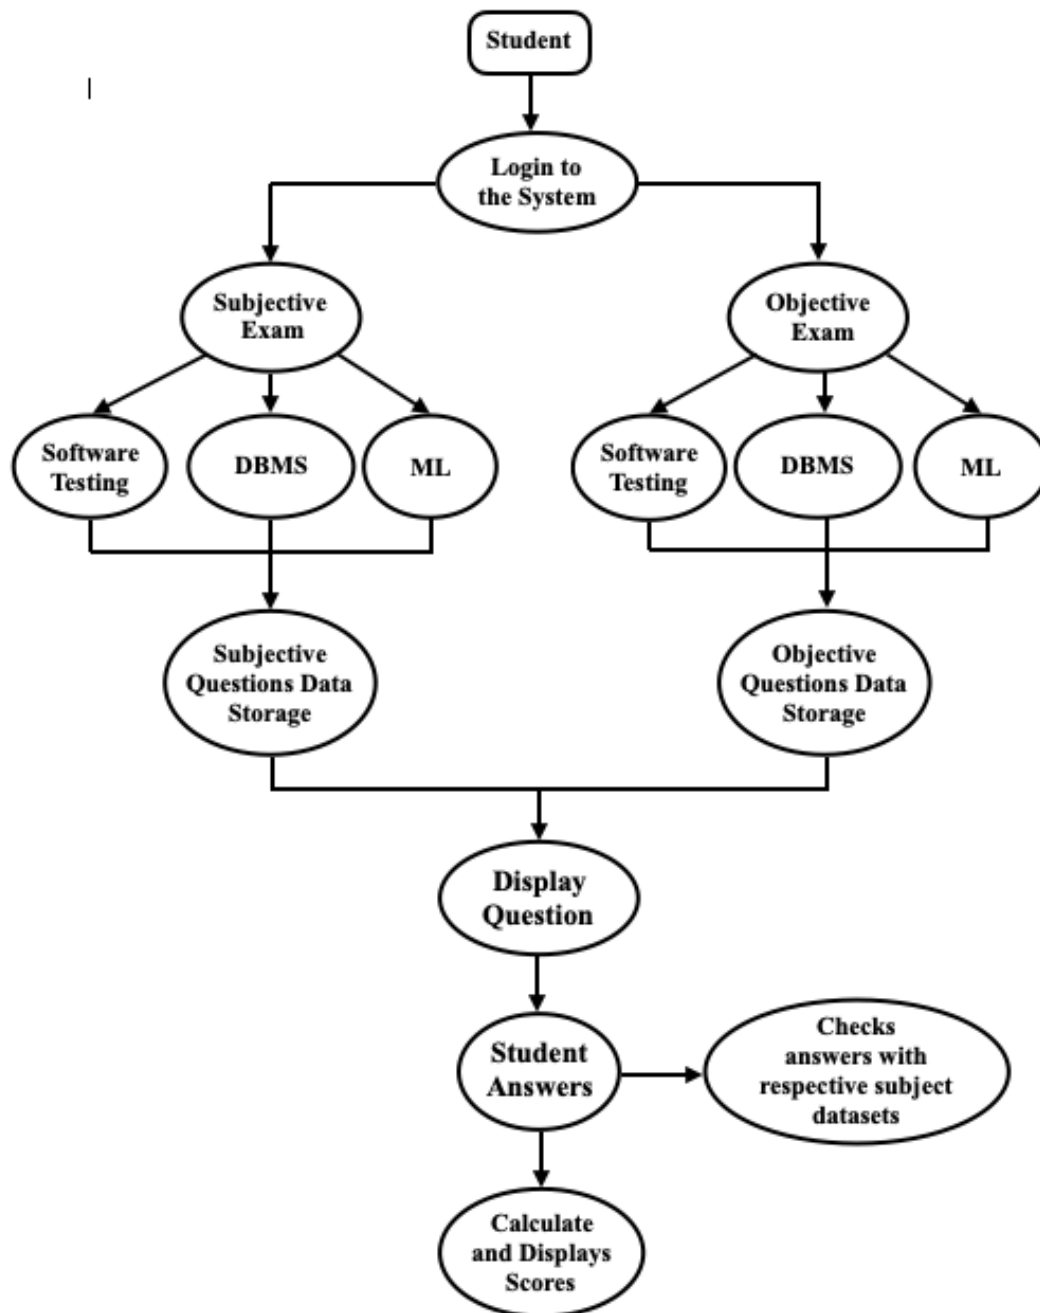 Student
Login to
the System
Subjective
Exam
Objective
Exam
Software
Testing
DBMS
ML
Software
Testing
DBMS
ML
Subjective
Questions Data
Storage
Objective
Questions Data
Storage
Display
Question
Student
Answers
Checks
answers with
respective subject
datasets
Calculate
and Displays
Scores